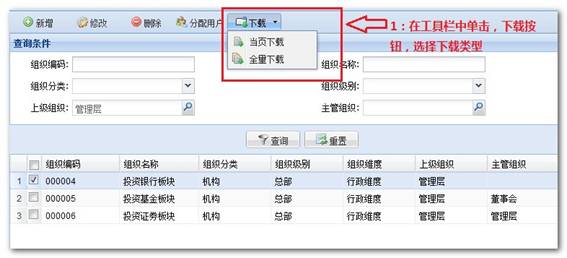 新增 修改 删除 分配用户 下载
当页下载
全量下载
1：在工具栏中单击，下载按
钮，选择下载类型
查询条件
组织编码: 组织名称:
组织分类: 组织级别:
上级组织: 管理层 主管组织:
查询 重置
组织编码 组织名称 组织分类 组织级别 组织维度 上级组织 主管组织
1 000004 投资银行板块 机构 总部 行政维度 管理层
2 000005 投资基金板块 机构 总部 行政维度 管理层 董事会
3 000006 投资证券板块 机构 总部 行政维度 管理层 管理层